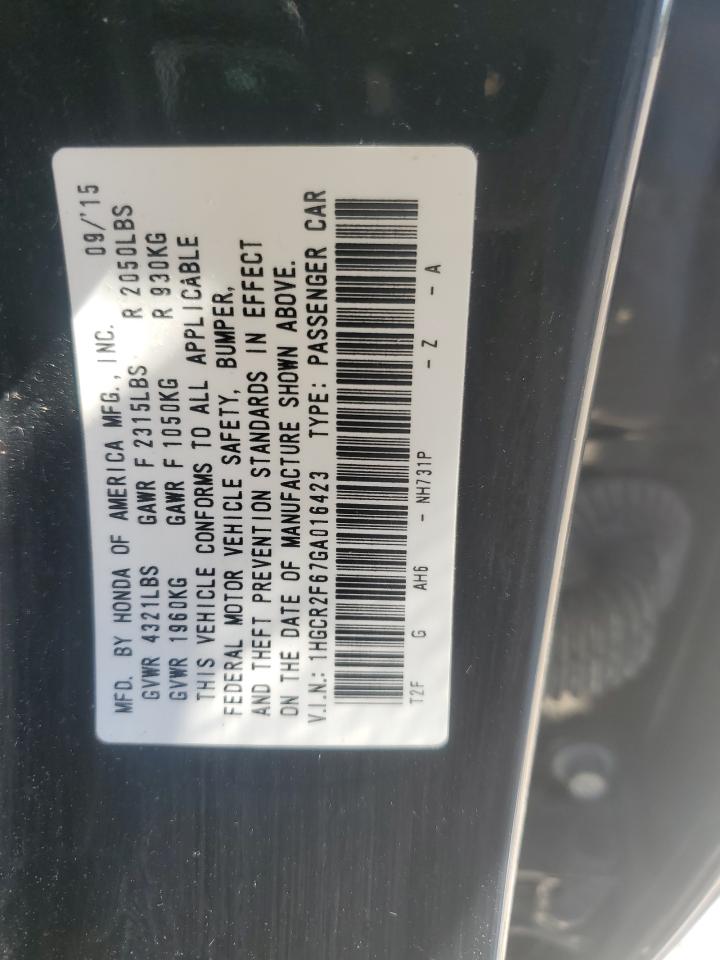 MFD. BY HONDA OF AMERICA MFG., INC. 09/'15
GVWR 4321LBS GAWR F 2315LBS R 2050LBS
GVWR 1960KG GAWR F 1050KG R 930KG
THIS VEHICLE CONFORMS TO ALL APPLICABLE
FEDERAL MOTOR VEHICLE SAFETY, BUMPER,
AND THEFT PREVENTION STANDARDS IN EFFECT
ON THE DATE OF MANUFACTURE SHOWN ABOVE.
V.I.N.: 1HGCR2F67GA016423 TYPE: PASSENGER CAR
T2F G AH6 - NH731P - Z - A